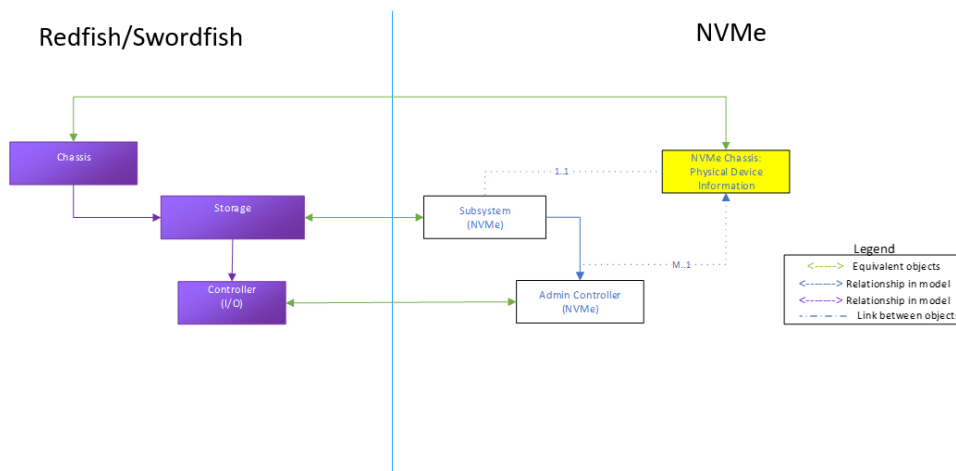 Redfish/Swordfish
NVMe
Chassis
NVMe Chassis:
Physical Device
Information
1..1
Storage
Subsystem
(NVMe)
M..1
Controller
(I/O)
Admin Controller
(NVMe)
Legend
Equivalent objects
Relationship in model
Relationship in model
Link between objects